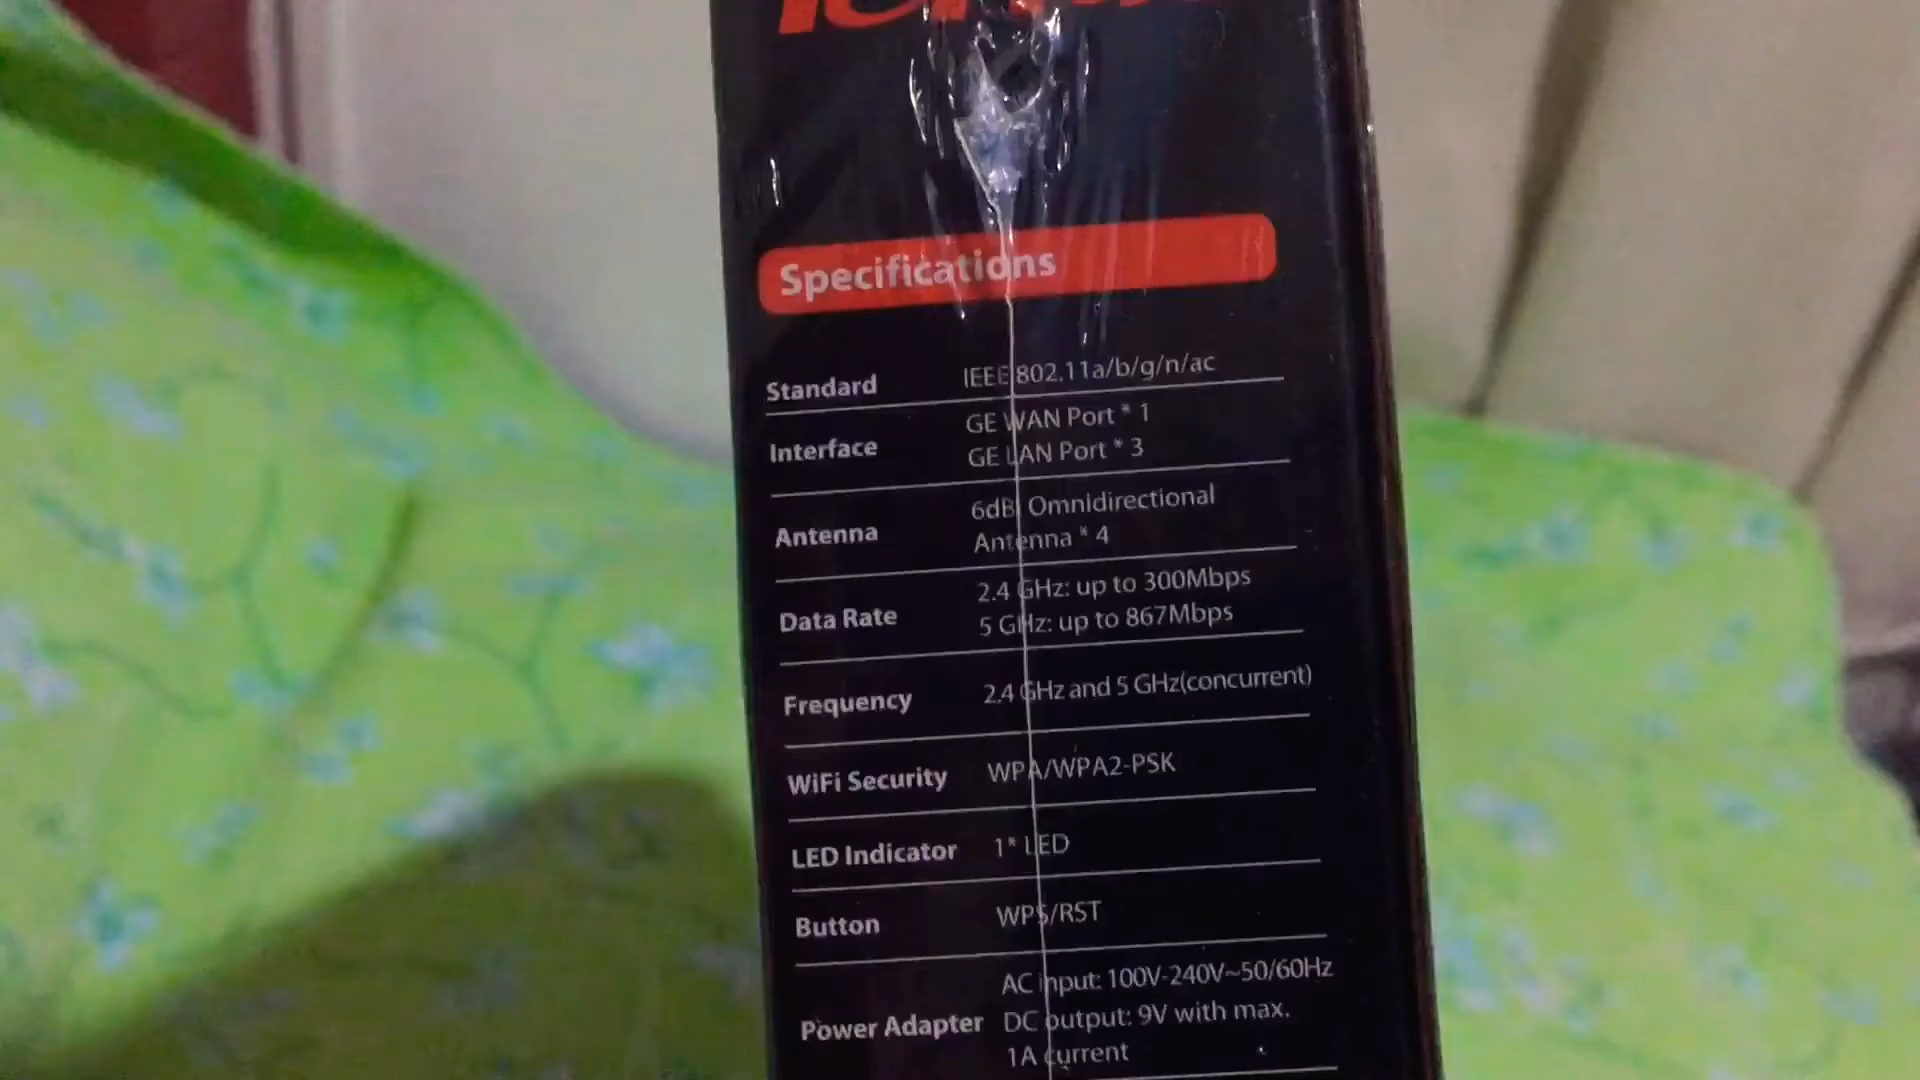 Specifications
Standard IEEE 802.11a/b/g/n/ac
Interface GE WAN Port * 1
GE LAN Port * 3
Antenna 6dBi Omnidirectional
Antenna * 4
Data Rate 2.4 GHz: up to 300Mbps
5 GHz: up to 867Mbps
Frequency 2.4 GHz and 5 GHz(concurrent)
WiFi Security WPA/WPA2-PSK
LED Indicator 1* LED
Button WPS/RST
Power Adapter AC input: 100V-240V~50/60Hz
DC output: 9V with max.
1A current